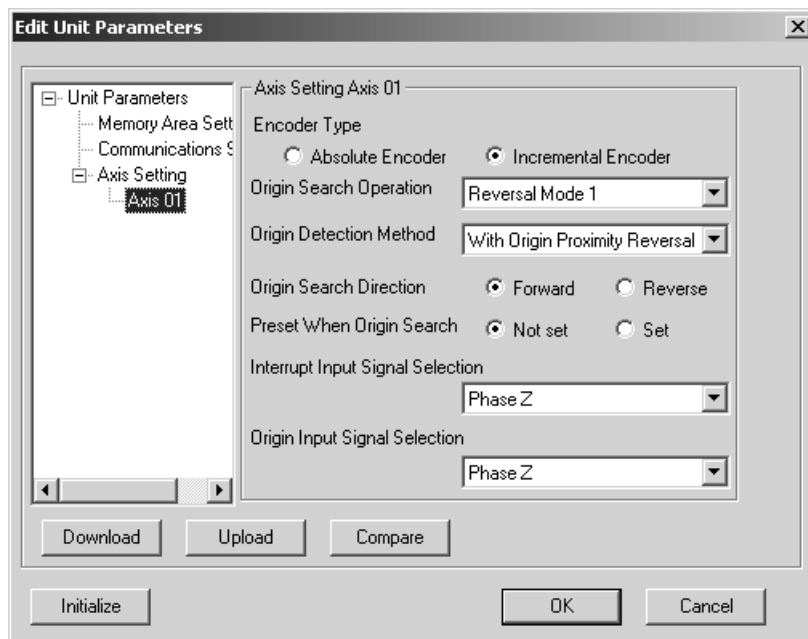 Edit Unit Parameters
Unit Parameters
Memory Area Sett
Communications S
Axis Setting
Axis 01
Axis Setting Axis 01
Encoder Type
Absolute Encoder Incremental Encoder
Origin Search Operation Reversal Mode 1
Origin Detection Method With Origin Proximity Reversal
Origin Search Direction Forward Reverse
Preset When Origin Search Not set Set
Interrupt Input Signal Selection
Phase Z
Origin Input Signal Selection
Phase Z
Download Upload Compare
Initialize OK Cancel